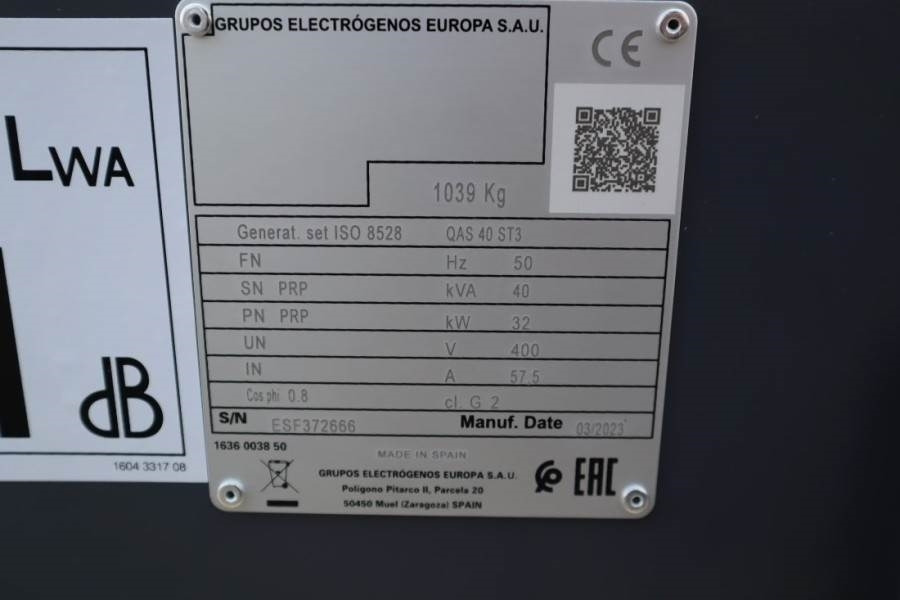 LWA
dB
1604 3317 08
GRUPOS ELECTRÓGENOS EUROPA S.A.U.
CE
1039 Kg
Generat. set ISO 8528 QAS 40 ST3
FN Hz 50
SN PRP kVA 40
PN PRP kW 32
UN V 400
IN A 57.5
Cos phi 0.8 cl. G 2
S/N ESF372666 Manuf. Date 03/2023
1636 0038 50
MADE IN SPAIN
GRUPOS ELECTRÓGENOS EUROPA S.A.U.
Polígono Pitarco II, Parcela 20
50450 Muel (Zaragoza) SPAIN
EAC